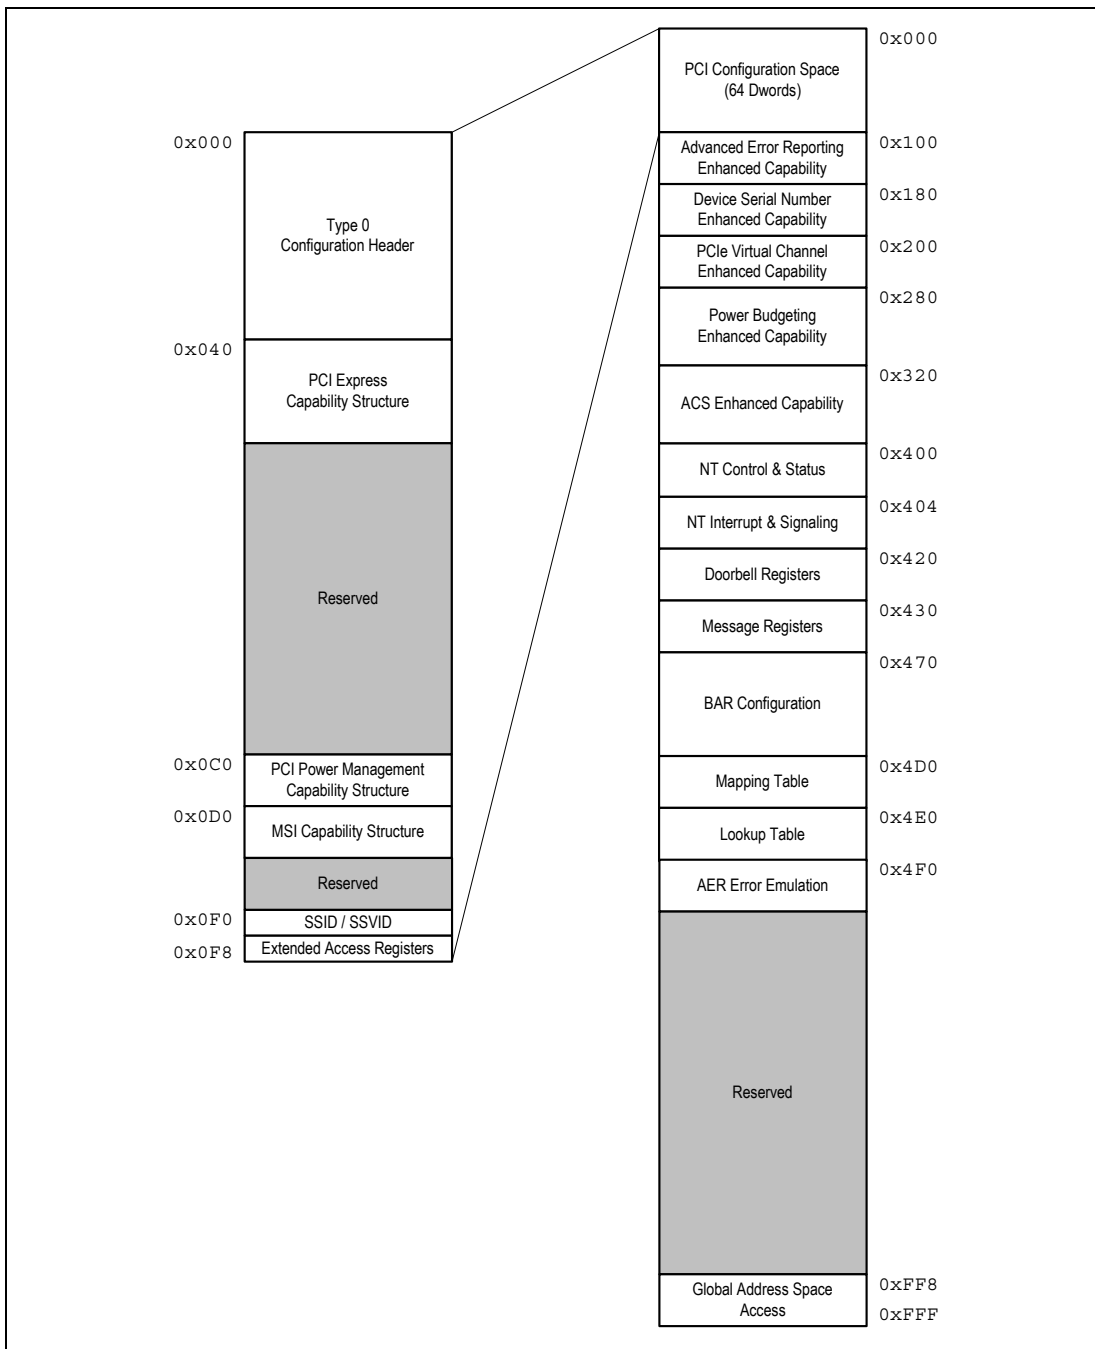 0x000
Type 0
Configuration Header
0x040
PCI Express
Capability Structure
Reserved
0x0C0
PCI Power Management
Capability Structure
0x0D0
MSI Capability Structure
Reserved
0x0F0
SSID / SSVID
0x0F8
Extended Access Registers
0x000
PCI Configuration Space
(64 Dwords)
0x100
Advanced Error Reporting
Enhanced Capability
0x180
Device Serial Number
Enhanced Capability
0x200
PCIe Virtual Channel
Enhanced Capability
0x280
Power Budgeting
Enhanced Capability
0x320
ACS Enhanced Capability
0x400
NT Control & Status
0x404
NT Interrupt & Signaling
0x420
Doorbell Registers
0x430
Message Registers
0x470
BAR Configuration
0x4D0
Mapping Table
0x4E0
Lookup Table
0x4F0
AER Error Emulation
Reserved
0xFF8
Global Address Space
Access
0xFFF